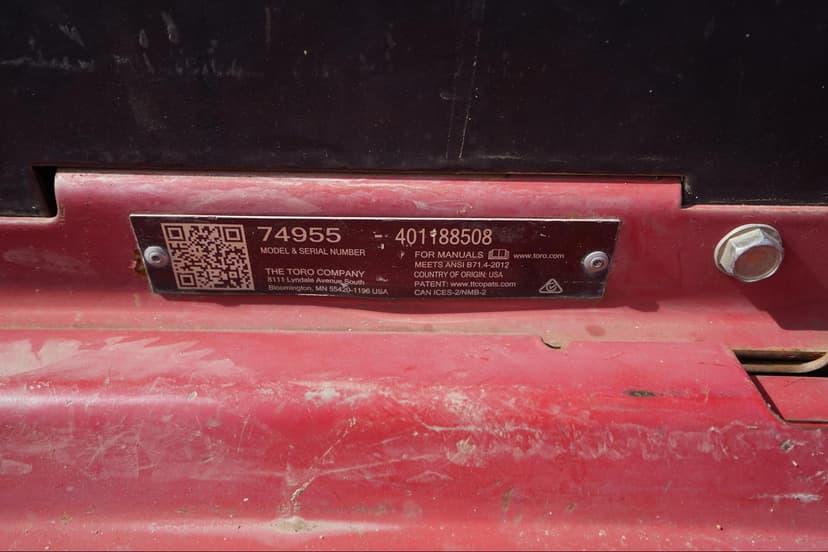 74955 - 401188508
MODEL & SERIAL NUMBER
FOR MANUALS www.toro.com
MEETS ANSI B71.4-2012
THE TORO COMPANY
COUNTRY OF ORIGIN: USA
8111 Lyndale Avenue South
PATENT: www.ttcopats.com
Bloomington, MN 55420-1196 USA
CAN ICES-2/NMB-2